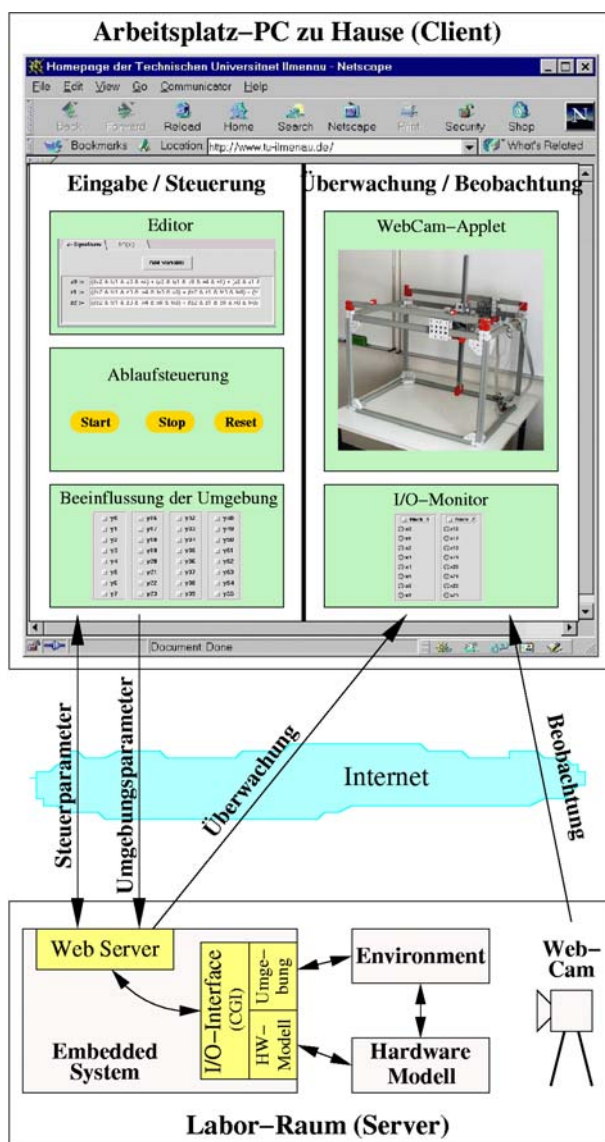 Arbeitsplatz–PC zu Hause (Client)
Homepage der Technischen Universitaet Ilmenau - Netscape
File Edit View Go Communicator Help
Back Forward Reload Home Search Netscape Print Security Shop
Bookmarks Location: http://www.tu-ilmenau.de/ What's Related
Eingabe / Steuerung
Editor
Ablaufsteuerung
Start Stop Reset
Beeinflussung der Umgebung
Überwachung / Beobachtung
WebCam–Applet
I/O–Monitor
Document Done
Steuerparameter
Umgebungsparameter
Überwachung
Beobachtung
Internet
Web Server
Embedded
System
I/O–Interface
(CGI)
Umge–
bung
HW–
Modell
Environment
Hardware
Modell
Web–
Cam
Labor–Raum (Server)